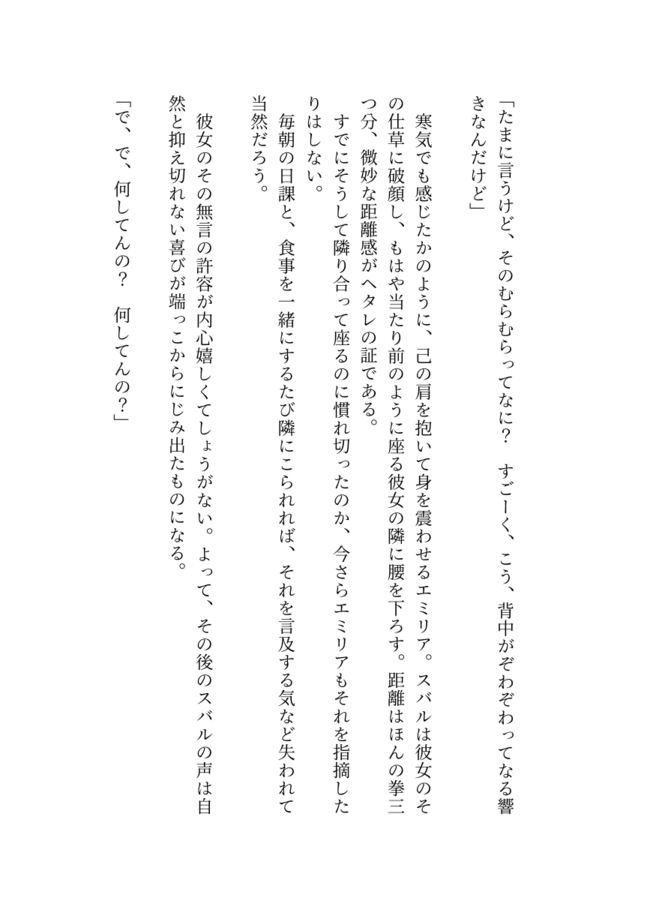 「たまに言うけど、そのむらむらってなに？　すごーく、こう、背中がぞわぞわってなる響
きなんだけど」
　寒気でも感じたかのように、己の肩を抱いて身を震わせるエミリア。スバルは彼女のそ
の仕草に破顔し、もはや当たり前のように座る彼女の隣に腰を下ろす。距離はほんの拳三
つ分、微妙な距離感がヘタレの証である。
　すでにそうして隣り合って座るのに慣れ切ったのか、今さらエミリアもそれを指摘した
りはしない。
　毎朝の日課と、食事を一緒にするたび隣にこられれば、それを言及する気など失われて
当然だろう。
　彼女のその無言の許容が内心嬉しくてしょうがない。よって、その後のスバルの声は自
然と抑え切れない喜びが端っこからにじみ出たものになる。
「で、で、何してんの？　何してんの？」